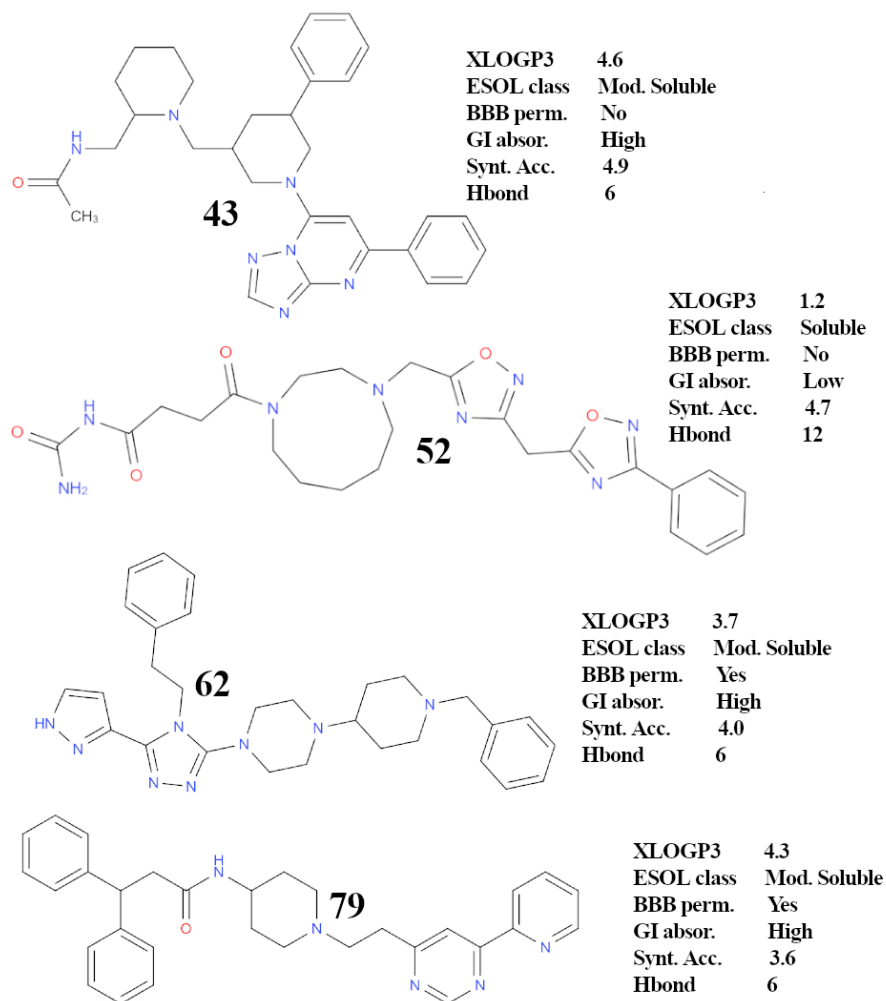 XLOGP3 4.6
ESOL class Mod. Soluble
BBB perm. No
GI absor. High
Synt. Acc. 4.9
Hbond 6
N
H
N
O
CH₃
43
N
N
N
N
N
XLOGP3 1.2
ESOL class Soluble
BBB perm. No
GI absor. Low
Synt. Acc. 4.7
Hbond 12
O
N
N
O
N
N
O
N
N
O
NH
O
NH₂
52
XLOGP3 3.7
ESOL class Mod. Soluble
BBB perm. Yes
GI absor. High
Synt. Acc. 4.0
Hbond 6
62
HN
N
N
N
N
N
N
N
XLOGP3 4.3
ESOL class Mod. Soluble
BBB perm. Yes
GI absor. High
Synt. Acc. 3.6
Hbond 6
H
N
O
79
N
N
N
N